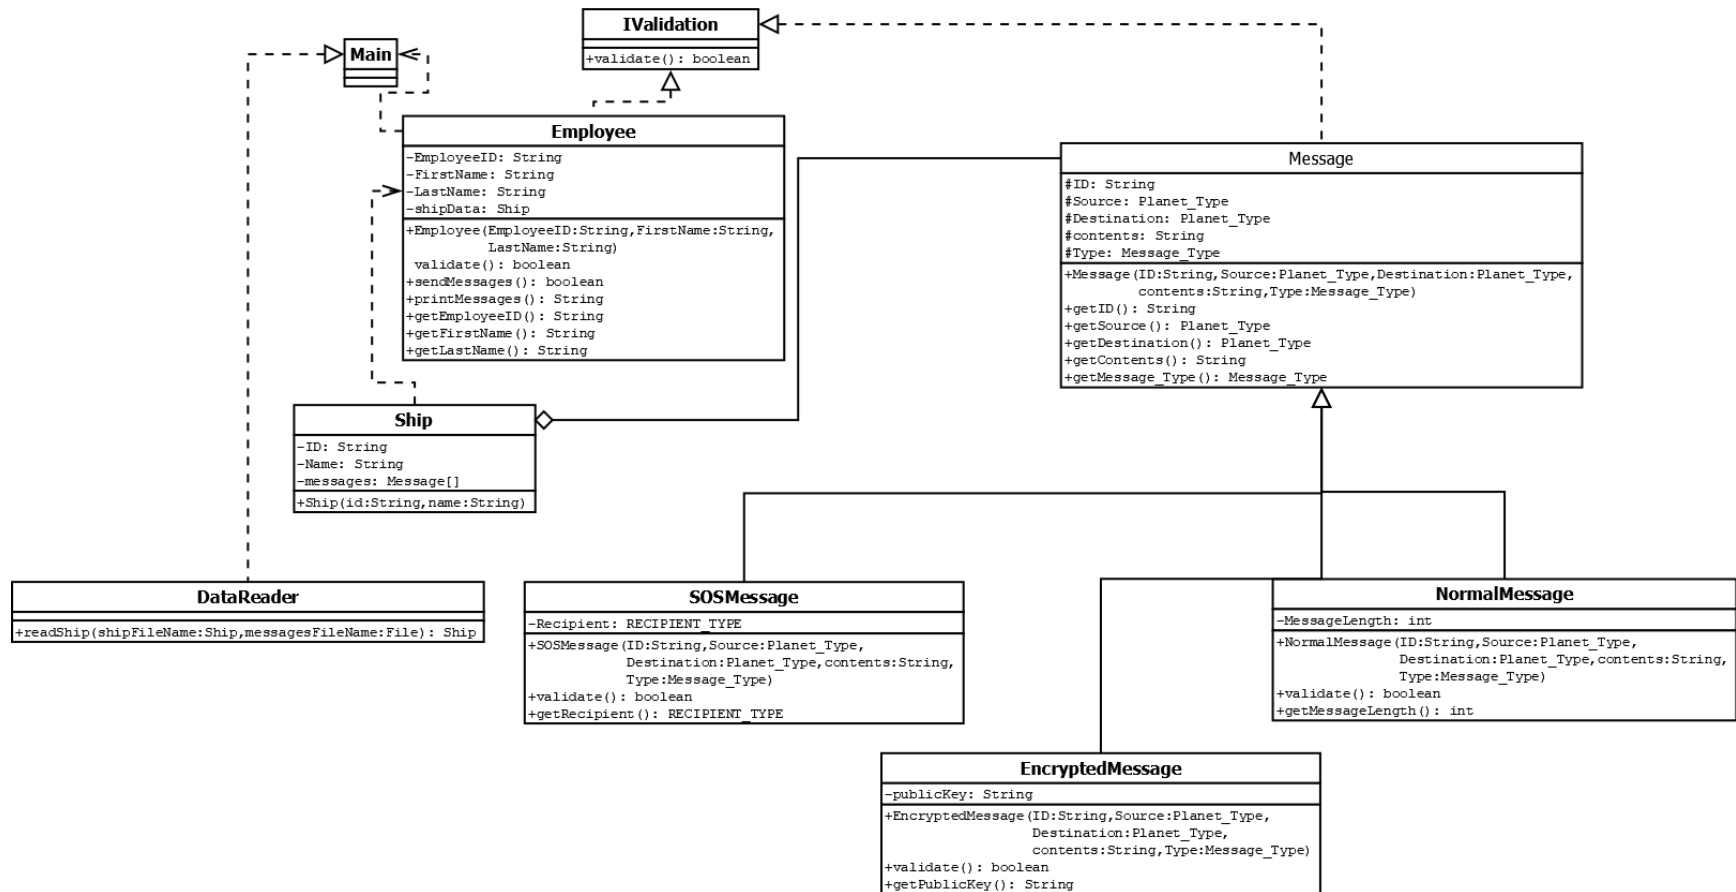 IValidation
+validate(): boolean
Main
Employee
-EmployeeID: String
-FirstName: String
-LastName: String
-shipData: Ship
+Employee(EmployeeID:String,FirstName:String,
LastName:String)
validate(): boolean
+sendMessages(): boolean
+printMessages(): String
+getEmployeeID(): String
+getFirstName(): String
+getLastName(): String
Message
#ID: String
#Source: Planet_Type
#Destination: Planet_Type
#contents: String
#Type: Message_Type
+Message(ID:String,Source:Planet_Type,Destination:Planet_Type,
contents:String,Type:Message_Type)
+getID(): String
+getSource(): Planet_Type
+getDestination(): Planet_Type
+getContents(): String
+getMessage_Type(): Message_Type
Ship
-ID: String
-Name: String
-messages: Message[]
+Ship(id:String,name:String)
DataReader
+readShip(shipFileName:Ship,messagesFileName:File): Ship
SOSMessage
-Recipient: RECIPIENT_TYPE
+SOSMessage(ID:String,Source:Planet_Type,
Destination:Planet_Type,contents:String,
Type:Message_Type)
+validate(): boolean
+getRecipient(): RECIPIENT_TYPE
NormalMessage
-MessageLength: int
+NormalMessage(ID:String,Source:Planet_Type,
Destination:Planet_Type,contents:String,
Type:Message_Type)
+validate(): boolean
+getMessageLength(): int
EncryptedMessage
-publicKey: String
+EncryptedMessage(ID:String,Source:Planet_Type,
Destination:Planet_Type,
contents:String,Type:Message_Type)
+validate(): boolean
+getPublicKey(): String